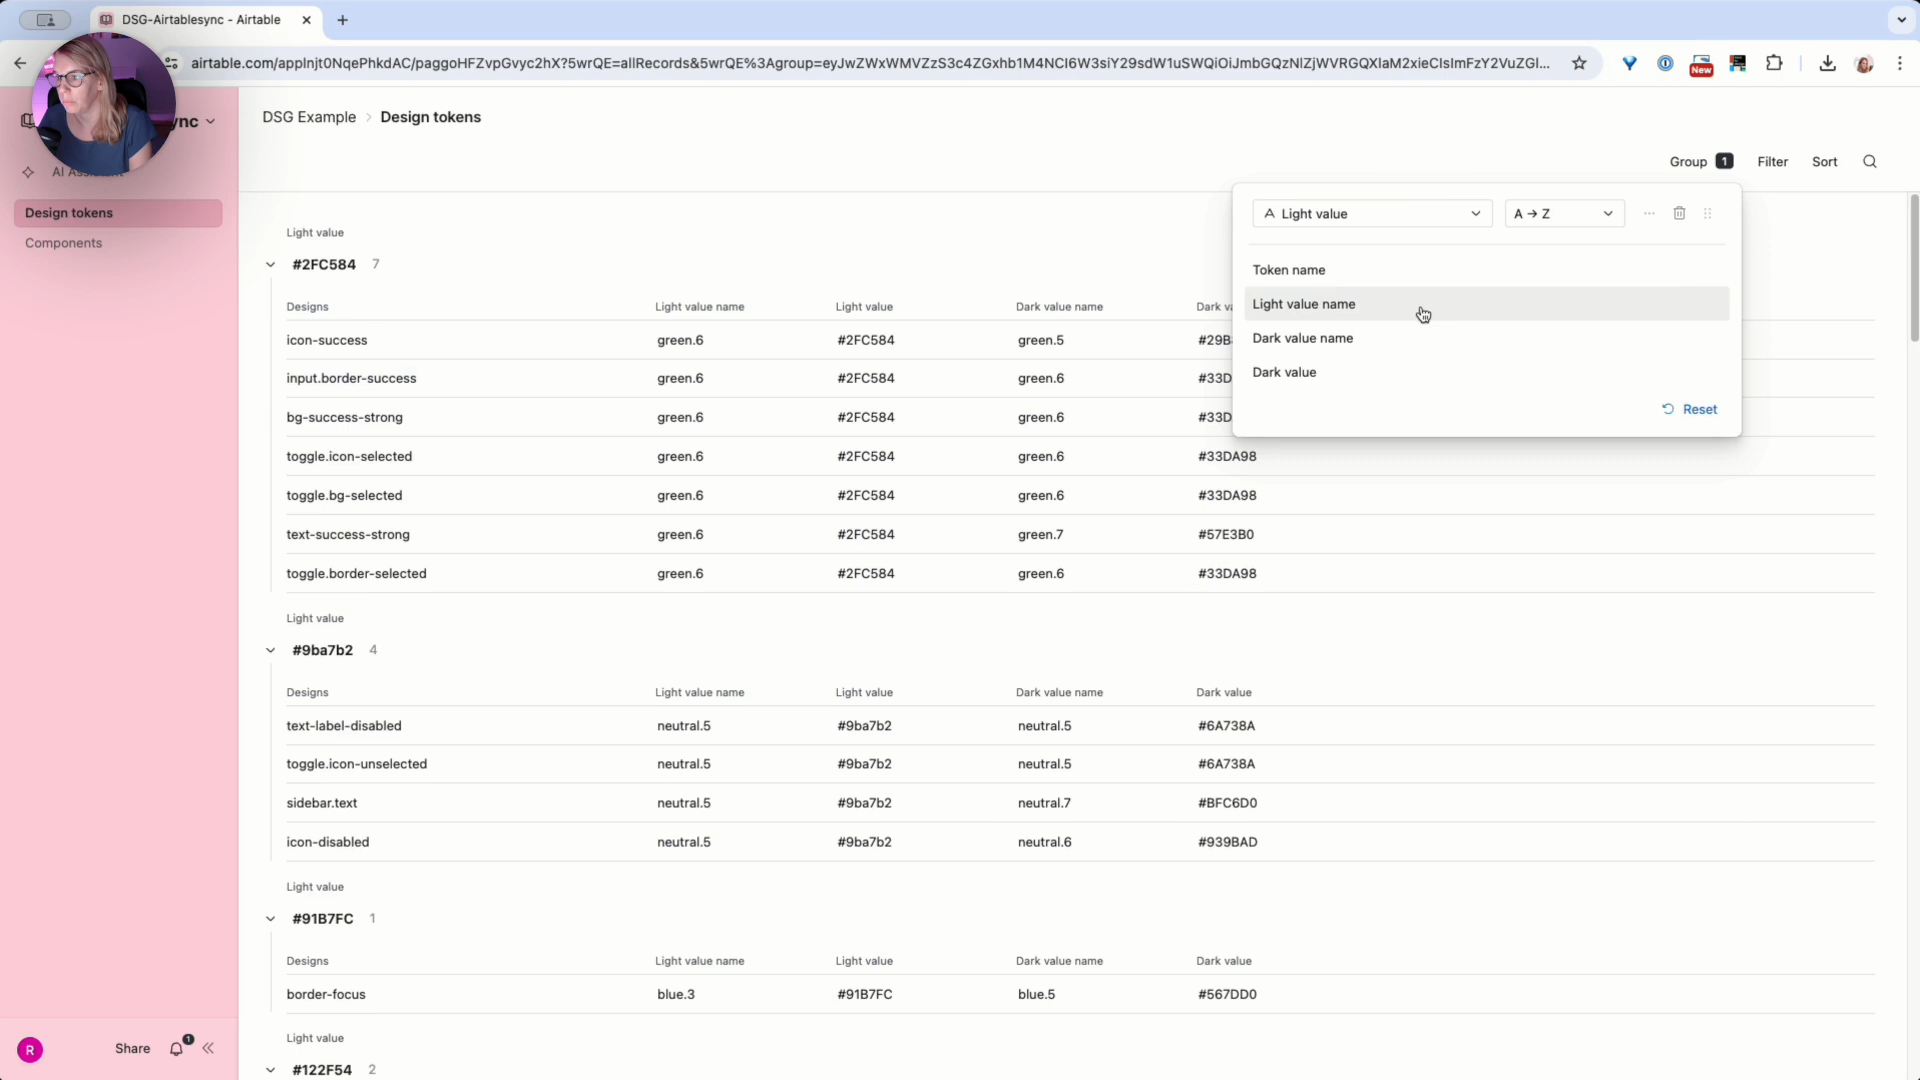 DSG-Airtablesync - Airtable
airtable.com/appInjt0NqePhkdAC/paggoHFZvpGvyc2hX?5wrQE=allRecords&5wrQE%3Agroup=eyJwZWxWMVZzS3c4ZGxhb1M4NCI6W3siY29sdW1uSWQiOiJmbGQzNlZjWVRGQXlaM2xieCIsImFzY2VuZGl...
New
nc
AI Assistant
Design tokens
Components
DSG Example > Design tokens
Group 1 Filter Sort
Light value A → Z
Token name
Light value name
Dark value name
Dark value
Reset
Light value
#2FC584 7
Designs Light value name Light value Dark value name Dark v
icon-success green.6 #2FC584 green.5 #29B
input.border-success green.6 #2FC584 green.6 #33D
bg-success-strong green.6 #2FC584 green.6 #33D
toggle.icon-selected green.6 #2FC584 green.6 #33DA98
toggle.bg-selected green.6 #2FC584 green.6 #33DA98
text-success-strong green.6 #2FC584 green.7 #57E3B0
toggle.border-selected green.6 #2FC584 green.6 #33DA98
Light value
#9ba7b2 4
Designs Light value name Light value Dark value name Dark value
text-label-disabled neutral.5 #9ba7b2 neutral.5 #6A738A
toggle.icon-unselected neutral.5 #9ba7b2 neutral.5 #6A738A
sidebar.text neutral.5 #9ba7b2 neutral.7 #BFC6D0
icon-disabled neutral.5 #9ba7b2 neutral.6 #939BAD
Light value
#91B7FC 1
Designs Light value name Light value Dark value name Dark value
border-focus blue.3 #91B7FC blue.5 #567DD0
Light value
#122F54 2
R Share 1